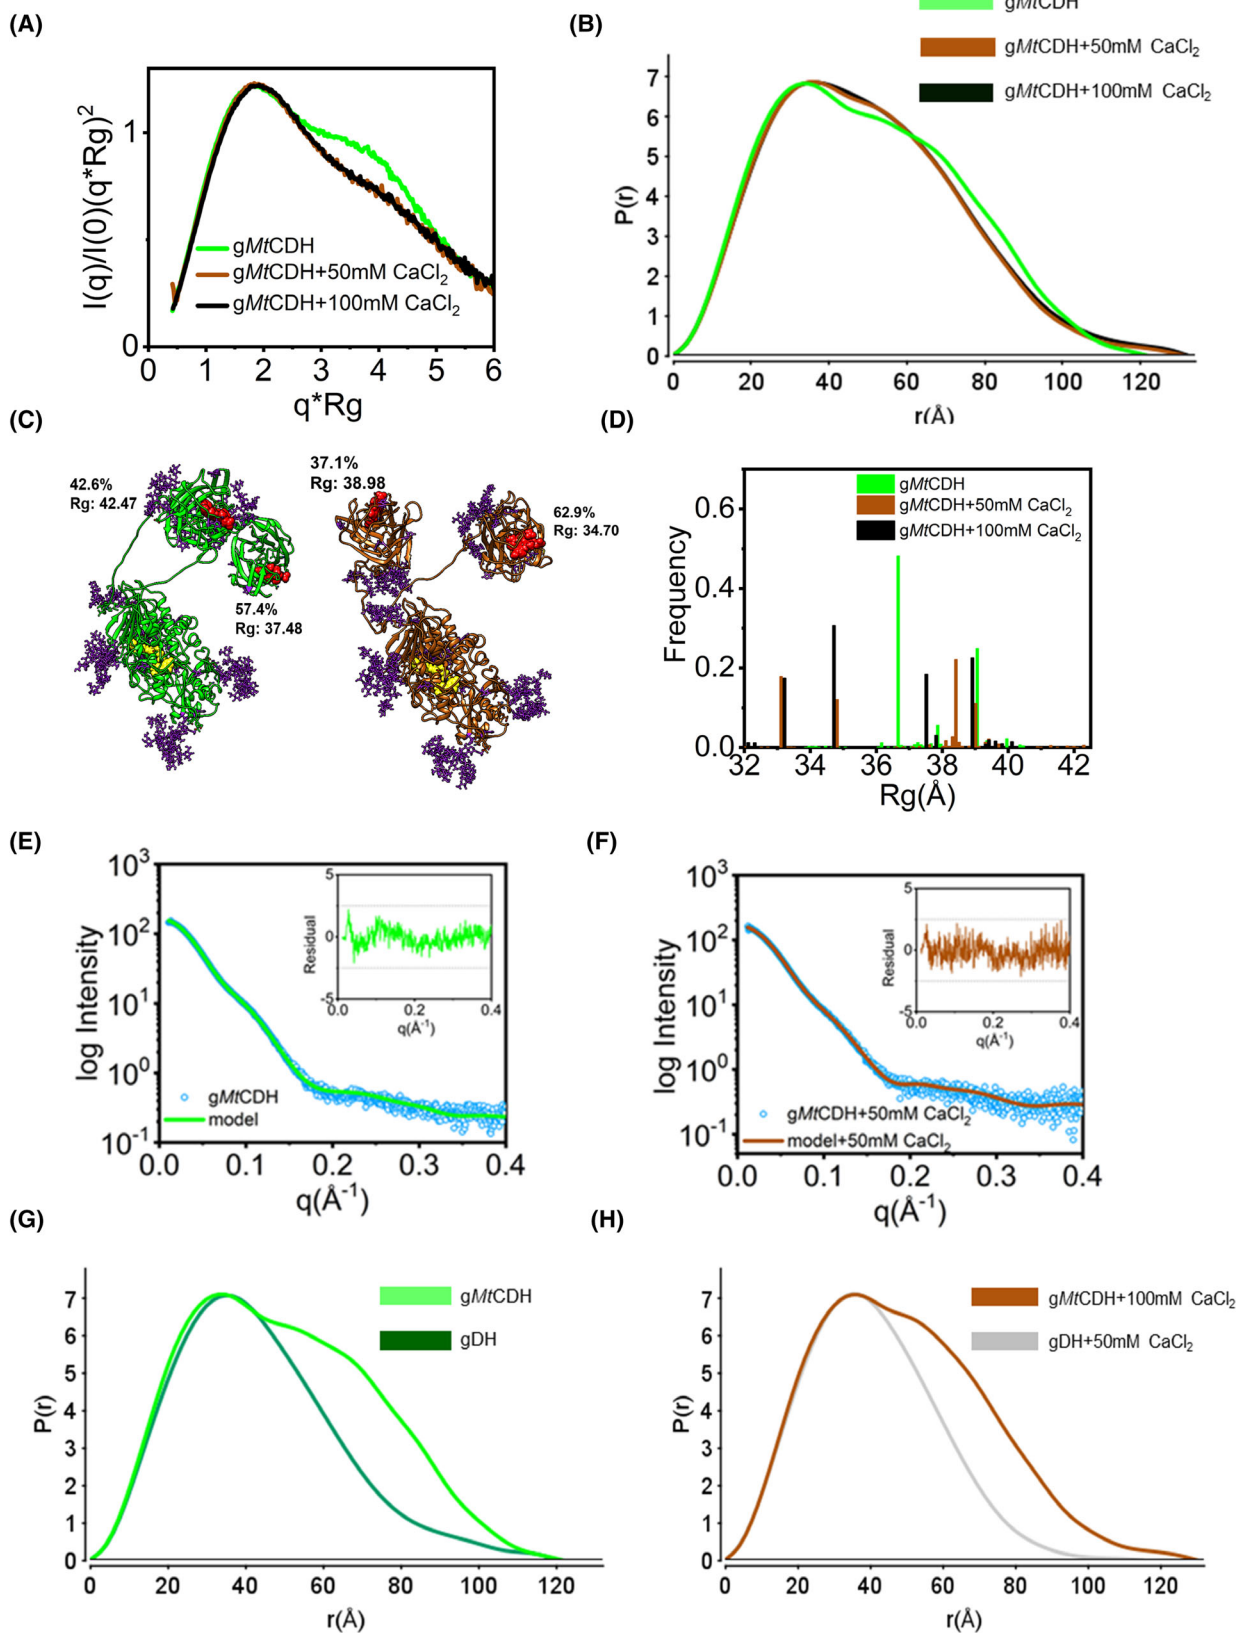 (A)
I(q)/I(0)(q*Rg)²
1
0
gMtCDH
gMtCDH+50mM CaCl₂
gMtCDH+100mM CaCl₂
0 1 2 3 4 5 6
q*Rg
(B)
gMtCDH
gMtCDH+50mM CaCl₂
gMtCDH+100mM CaCl₂
P(r)
7
6
5
4
3
2
1
0
0 20 40 60 80 100 120
r(Å)
(C)
42.6%
Rg: 42.47
57.4%
Rg: 37.48
37.1%
Rg: 38.98
62.9%
Rg: 34.70
(D)
Frequency
0.6
0.4
0.2
0.0
gMtCDH
gMtCDH+50mM CaCl₂
gMtCDH+100mM CaCl₂
32 34 36 38 40 42
Rg(Å)
(E)
log Intensity
10³
10²
10¹
10⁰
10⁻¹
5
0
-5
Residual
0.0 0.2 0.4
q(Å⁻¹)
gMtCDH
model
0.0 0.1 0.2 0.3 0.4
q(Å⁻¹)
(F)
log Intensity
10³
10²
10¹
10⁰
10⁻¹
5
0
-5
Residual
0.0 0.2 0.4
q(Å⁻¹)
gMtCDH+50mM CaCl₂
model+50mM CaCl₂
0.0 0.1 0.2 0.3 0.4
q(Å⁻¹)
(G)
P(r)
7
6
5
4
3
2
1
0
gMtCDH
gDH
0 20 40 60 80 100 120
r(Å)
(H)
P(r)
7
6
5
4
3
2
1
0
gMtCDH+100mM CaCl₂
gDH+50mM CaCl₂
0 20 40 60 80 100 120
r(Å)